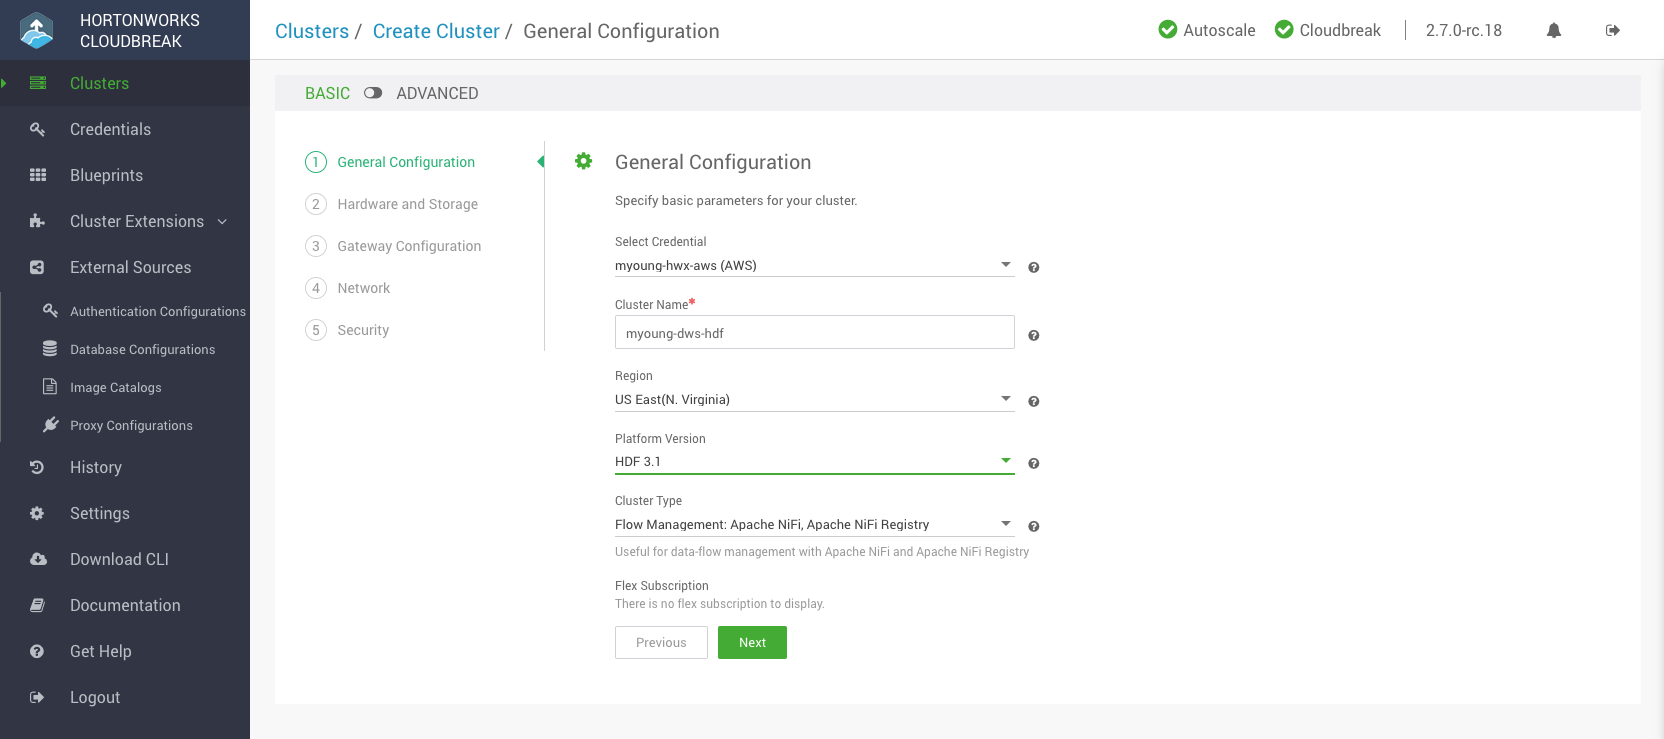 HORTONWORKS
CLOUDBREAK
Clusters
Credentials
Blueprints
Cluster Extensions
External Sources
Authentication Configurations
Database Configurations
Image Catalogs
Proxy Configurations
History
Settings
Download CLI
Documentation
Get Help
Logout
Clusters / Create Cluster / General Configuration
Autoscale Cloudbreak 2.7.0-rc.18
BASIC ADVANCED
1 General Configuration
2 Hardware and Storage
3 Gateway Configuration
4 Network
5 Security
General Configuration
Specify basic parameters for your cluster.
Select Credential
myoung-hwx-aws (AWS)
Cluster Name*
myoung-dws-hdf
Region
US East(N. Virginia)
Platform Version
HDF 3.1
Cluster Type
Flow Management: Apache NiFi, Apache NiFi Registry
Useful for data-flow management with Apache NiFi and Apache NiFi Registry
Flex Subscription
There is no flex subscription to display.
Previous Next